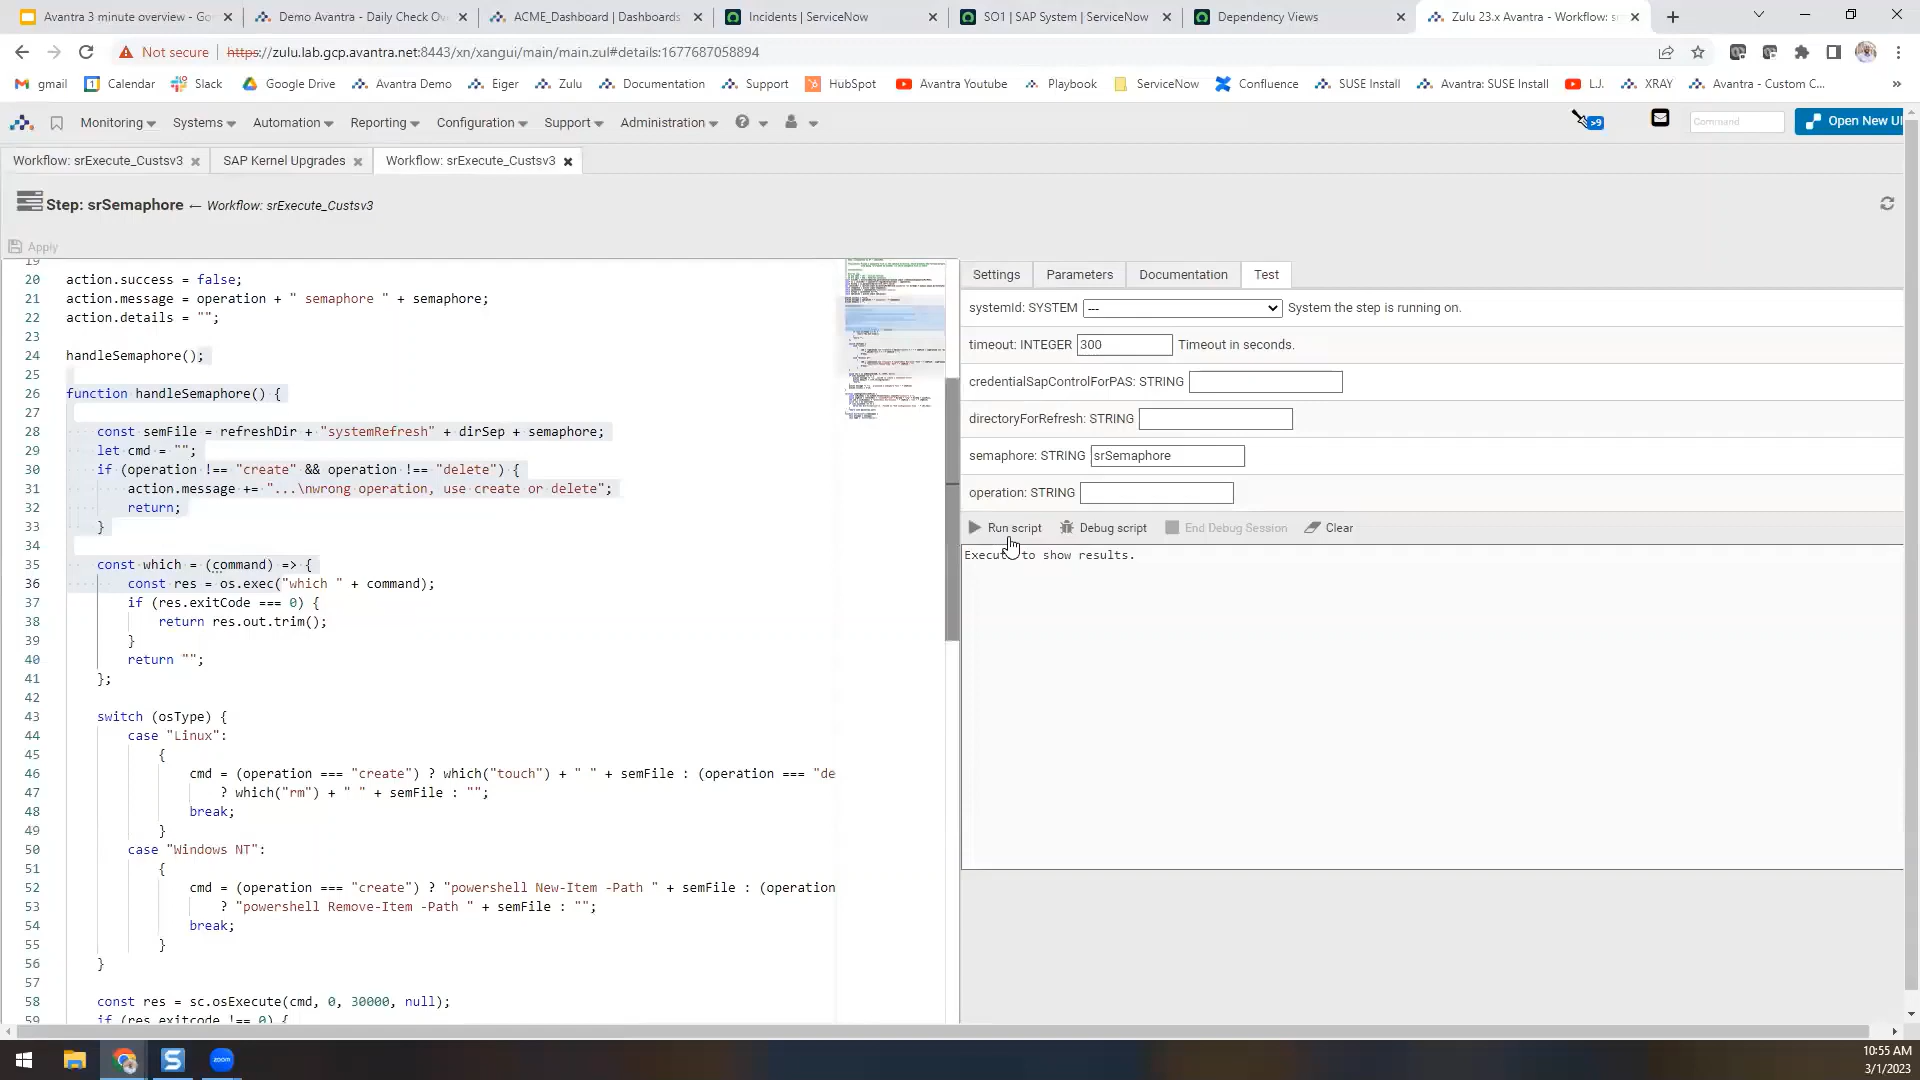 Avantra 3 minute overview - Go
Demo Avantra - Daily Check Ov
ACME_Dashboard | Dashboards
Incidents | ServiceNow
SO1 | SAP System | ServiceNow
Dependency Views
Zulu 23.x Avantra - Workflow: sr
Not secure
https://zulu.lab.gcp.avantra.net:8443/xn/xangui/main/main.zul#details:1677687058894
gmail
Calendar
Slack
Google Drive
Avantra Demo
Eiger
Zulu
Documentation
Support
HubSpot
Avantra Youtube
Playbook
ServiceNow
Confluence
SUSE Install
Avantra: SUSE Install
L.J.
XRAY
Avantra - Custom C...
»
Monitoring
Systems
Automation
Reporting
Configuration
Support
Administration
>9
Command
Open New UI
Workflow: srExecute_Custsv3
SAP Kernel Upgrades
Workflow: srExecute_Custsv3
Step: srSemaphore ← Workflow: srExecute_Custsv3
Apply
19
20 action.success = false;
21 action.message = operation + " semaphore " + semaphore;
22 action.details = "";
23
24 handleSemaphore();
25
26 function handleSemaphore() {
27
28 const semFile = refreshDir + "systemRefresh" + dirSep + semaphore;
29 let cmd = "";
30 if (operation !== "create" && operation !== "delete") {
31 action.message += "...\nwrong operation, use create or delete";
32 return;
33 }
34
35 const which = (command) => {
36 const res = os.exec("which " + command);
37 if (res.exitCode === 0) {
38 return res.out.trim();
39 }
40 return "";
41 };
42
43 switch (osType) {
44 case "Linux":
45 {
46 cmd = (operation === "create") ? which("touch") + " " + semFile : (operation === "de
47 ? which("rm") + " " + semFile : "";
48 break;
49 }
50 case "Windows NT":
51 {
52 cmd = (operation === "create") ? "powershell New-Item -Path " + semFile : (operation
53 ? "powershell Remove-Item -Path " + semFile : "";
54 break;
55 }
56 }
57
58 const res = sc.osExecute(cmd, 0, 30000, null);
59 if (res.exitcode !== 0) {
Settings
Parameters
Documentation
Test
systemId: SYSTEM --- System the step is running on.
timeout: INTEGER 300 Timeout in seconds.
credentialSapControlForPAS: STRING
directoryForRefresh: STRING
semaphore: STRING srSemaphore
operation: STRING
Run script
Debug script
End Debug Session
Clear
Execute to show results.
zoom
10:55 AM
3/1/2023